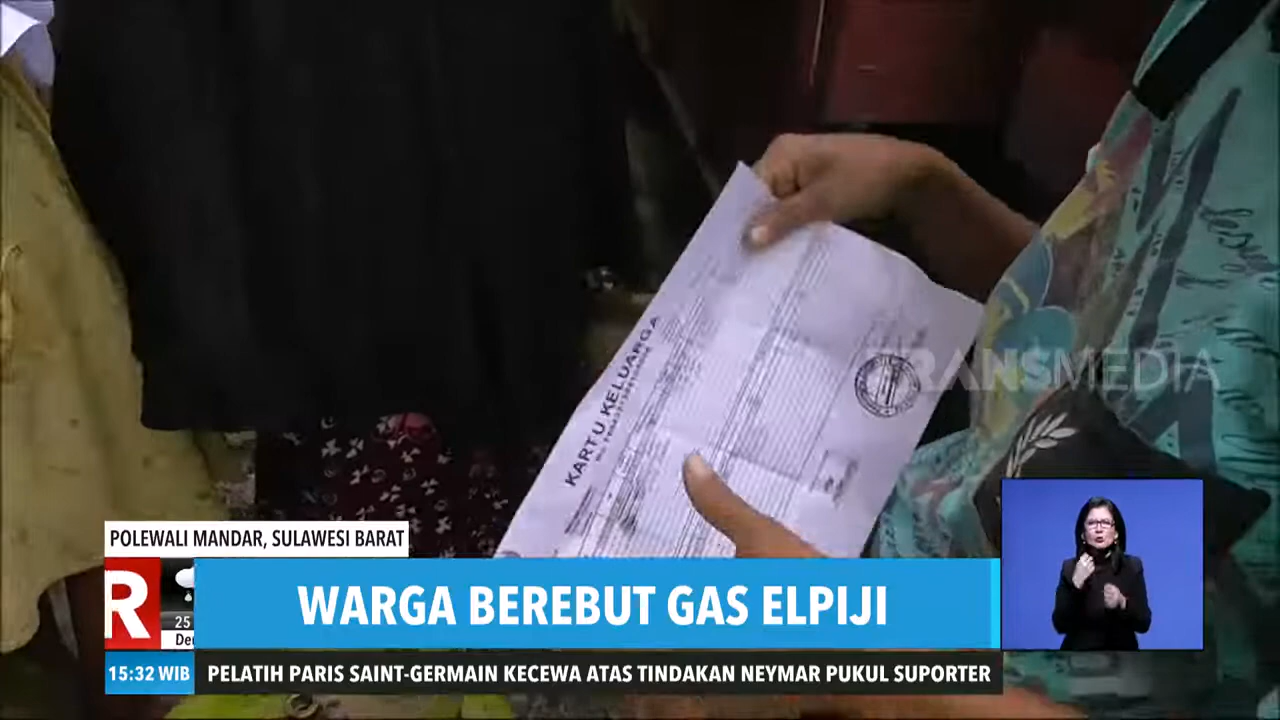 KARTU KELUARGA
TRANSMEDIA
POLEWALI MANDAR, SULAWESI BARAT
R
25
WARGA BEREBUT GAS ELPIJI
15:32 WIB
PELATIH PARIS SAINT-GERMAIN KECEWA ATAS TINDAKAN NEYMAR PUKUL SUPORTER